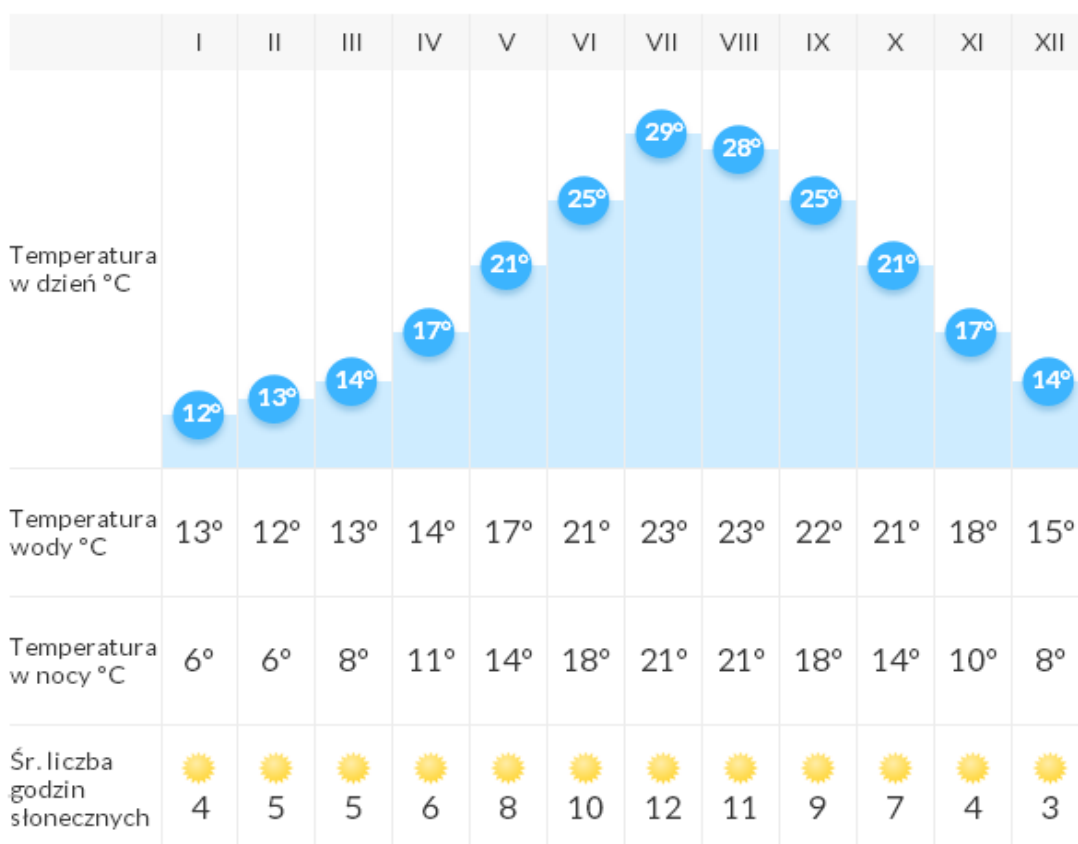 I II III IV V VI VII VIII IX X XI XII
29°
28°
25° 25°
Temperatura
w dzień °C
21° 21°
17° 17°
14° 14°
13°
12°
Temperatura
wody °C
13° 12° 13° 14° 17° 21° 23° 23° 22° 21° 18° 15°
Temperatura
w nocy °C
6° 6° 8° 11° 14° 18° 21° 21° 18° 14° 10° 8°
Śr. liczba
godzin
słonecznych
4 5 5 6 8 10 12 11 9 7 4 3